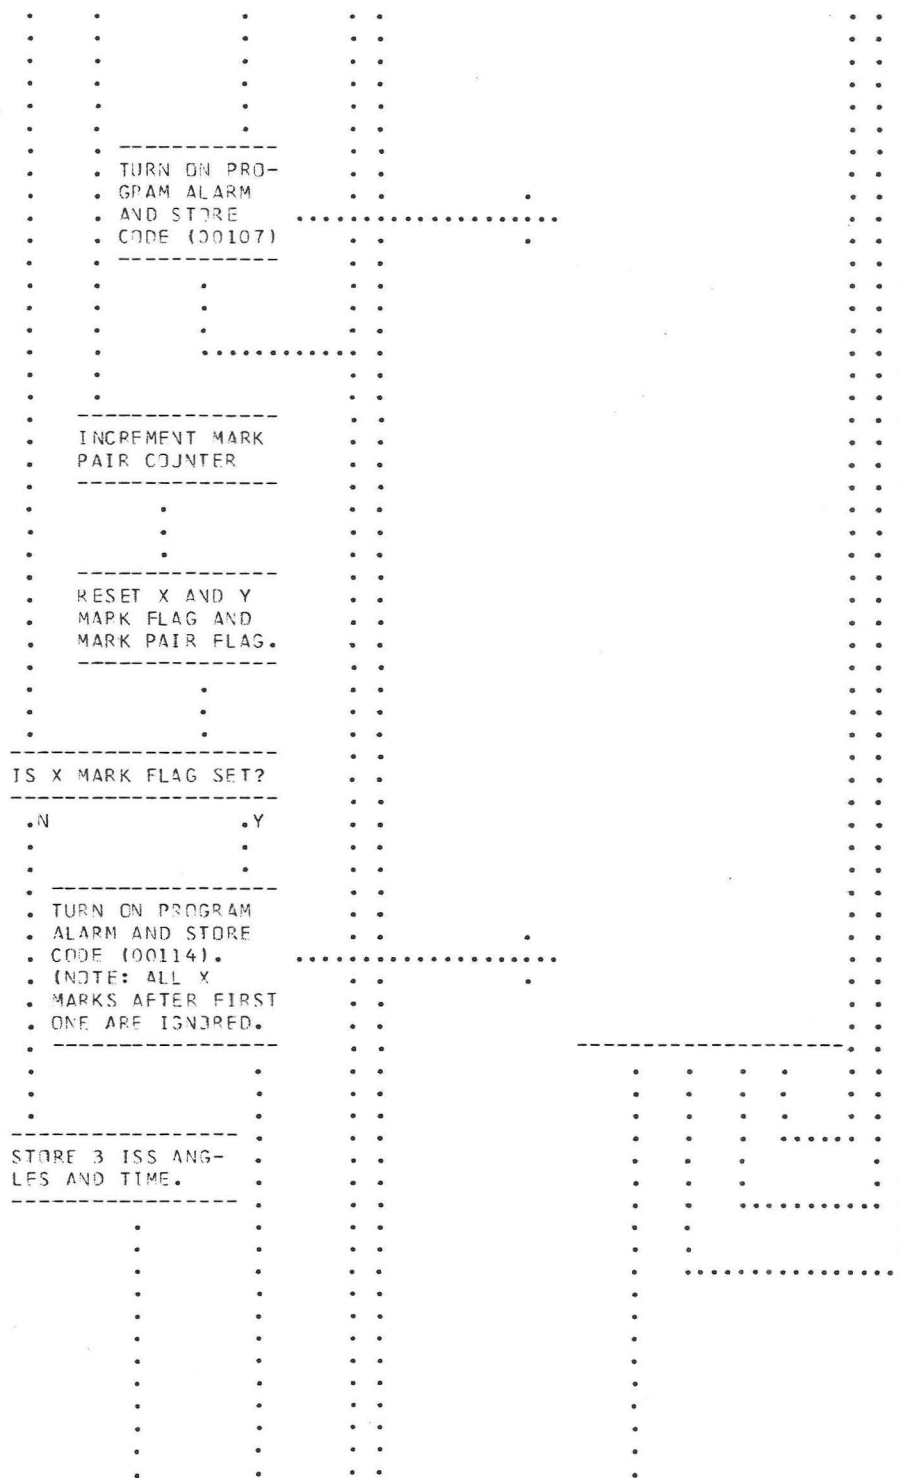 TURN ON PRO-
GRAM ALARM
AND STORE
CODE (00107)
INCREMENT MARK
PAIR COUNTER
RESET X AND Y
MARK FLAG AND
MARK PAIR FLAG.
IS X MARK FLAG SET?
N Y
TURN ON PROGRAM
ALARM AND STORE
CODE (00114).
(NOTE: ALL X
MARKS AFTER FIRST
ONE ARE IGNORED.
STORE 3 ISS ANG-
LES AND TIME.